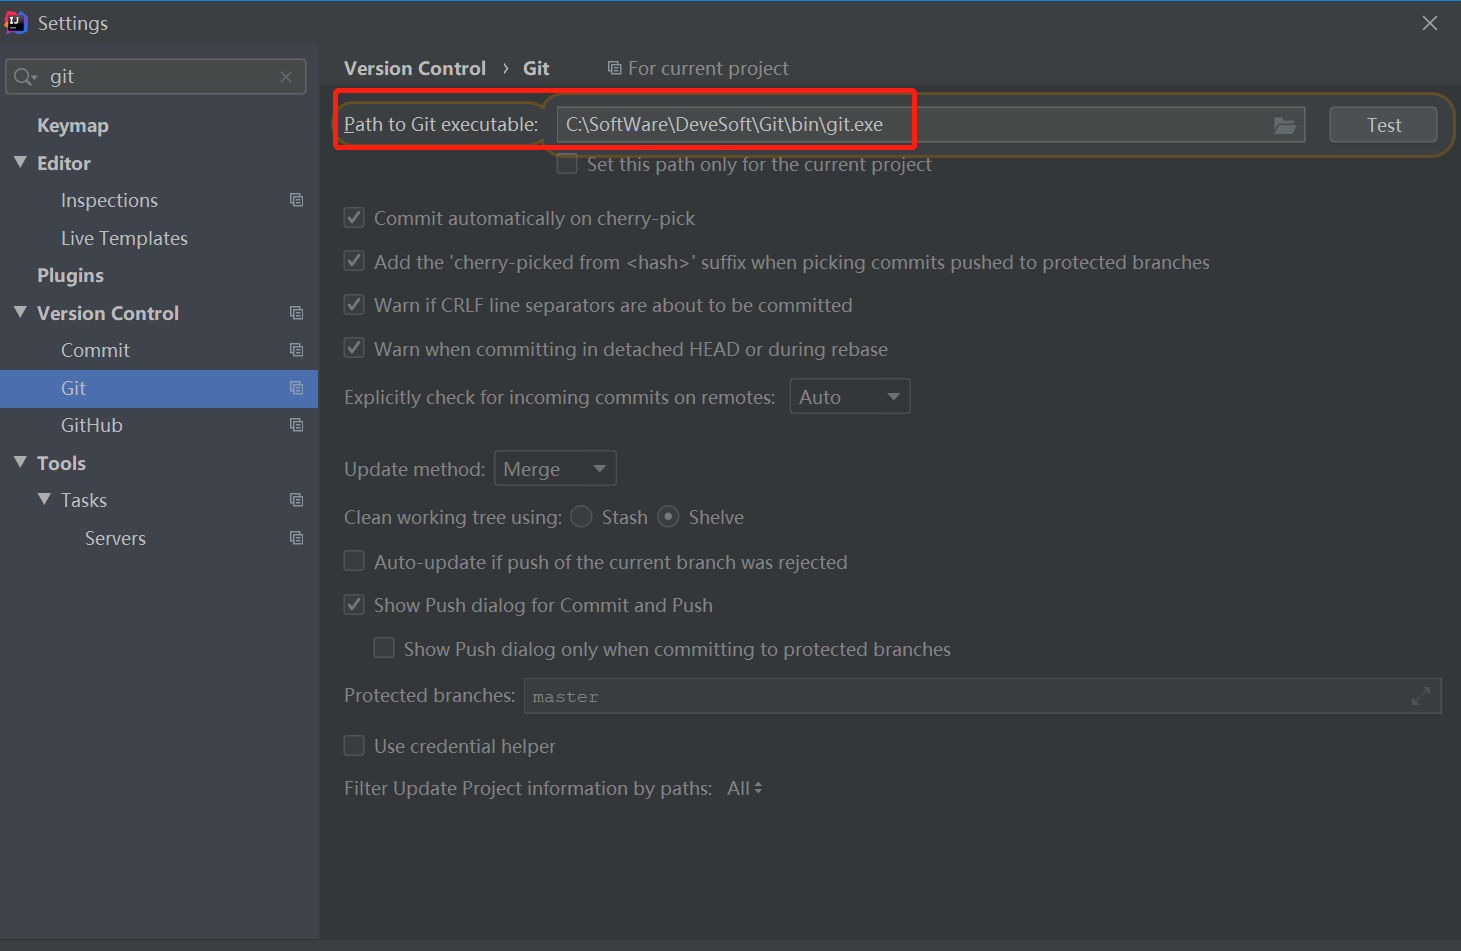 Settings
git
Keymap
Editor
Inspections
Live Templates
Plugins
Version Control
Commit
Git
GitHub
Tools
Tasks
Servers
Version Control › Git For current project
Path to Git executable: C:\SoftWare\DeveSoft\Git\bin\git.exe Test
Set this path only for the current project
Commit automatically on cherry-pick
Add the 'cherry-picked from <hash>' suffix when picking commits pushed to protected branches
Warn if CRLF line separators are about to be committed
Warn when committing in detached HEAD or during rebase
Explicitly check for incoming commits on remotes: Auto
Update method: Merge
Clean working tree using: Stash Shelve
Auto-update if push of the current branch was rejected
Show Push dialog for Commit and Push
Show Push dialog only when committing to protected branches
Protected branches: master
Use credential helper
Filter Update Project information by paths: All